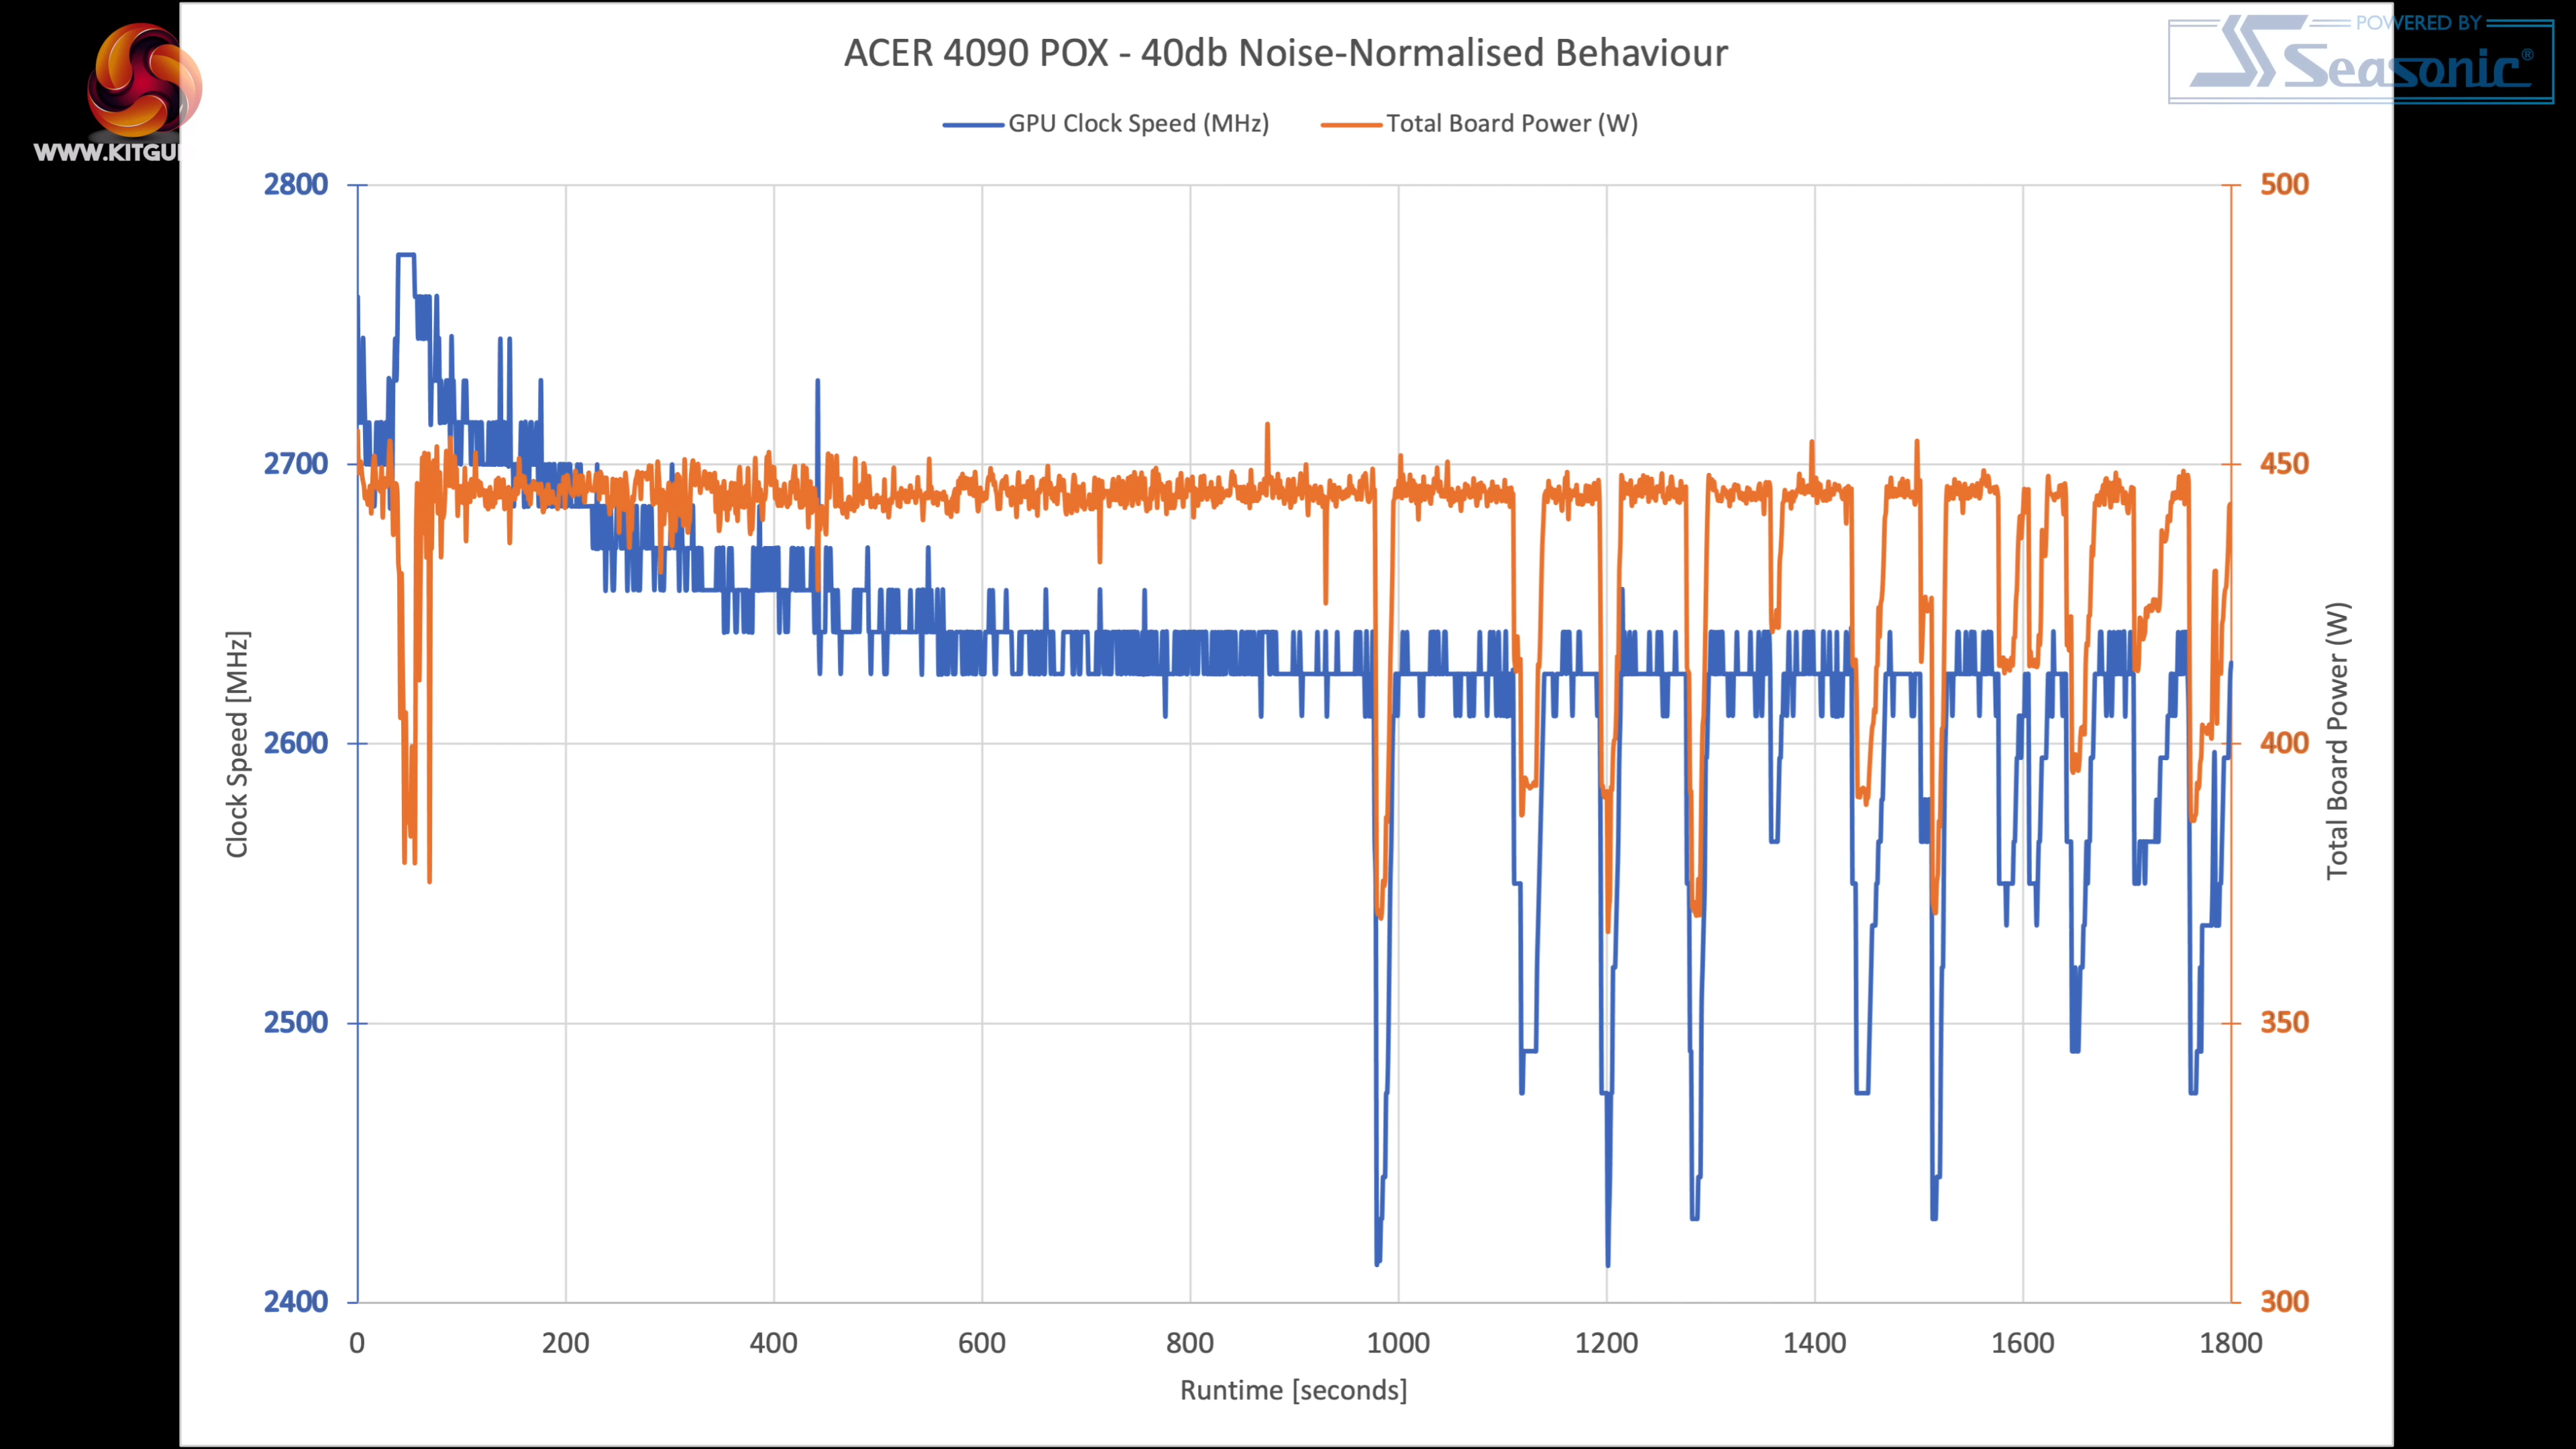 WWW.KITGU
POWERED BY
Seasonic®
ACER 4090 POX - 40db Noise-Normalised Behaviour
GPU Clock Speed (MHz)
Total Board Power (W)
Clock Speed [MHz]
2800
2700
2600
2500
2400
500
450
400
350
300
Total Board Power (W)
0 200 400 600 800 1000 1200 1400 1600 1800
Runtime [seconds]